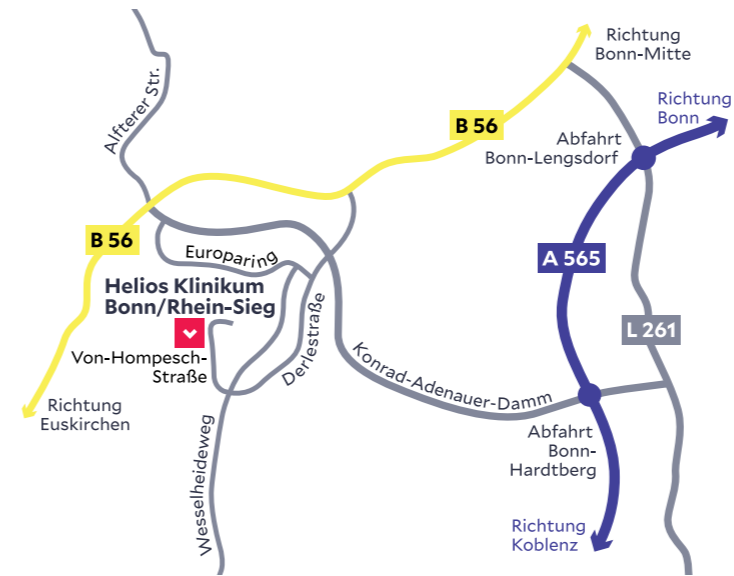 Richtung
Bonn-Mitte
Alfterer Str.
Richtung
Bonn
B 56
Abfahrt
Bonn-Lengsdorf
B 56
Europaring
A 565
Helios Klinikum
Bonn/Rhein-Sieg
L 261
Von-Hompesch-
Straße
Derlestraße
Konrad-Adenauer-Damm
Richtung
Euskirchen
Wesselheideweg
Abfahrt
Bonn-
Hardtberg
Richtung
Koblenz